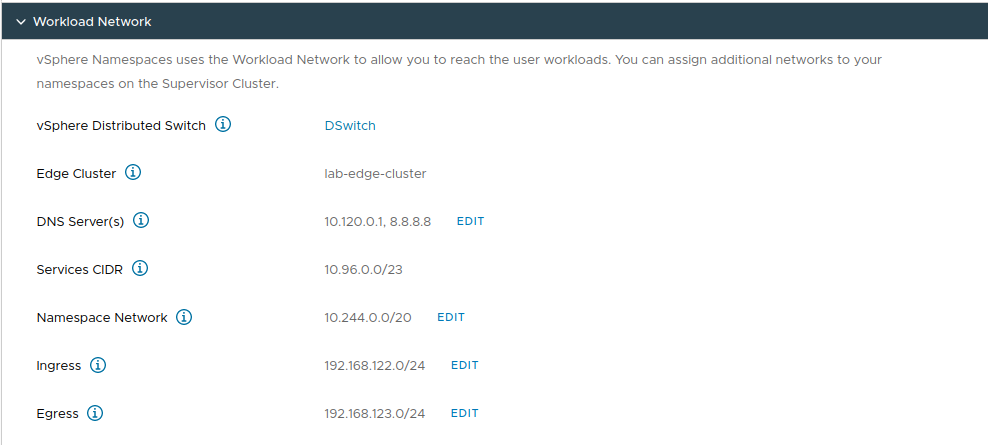 Workload Network
vSphere Namespaces uses the Workload Network to allow you to reach the user workloads. You can assign additional networks to your
namespaces on the Supervisor Cluster.
vSphere Distributed Switch DSwitch
Edge Cluster lab-edge-cluster
DNS Server(s) 10.120.0.1, 8.8.8.8 EDIT
Services CIDR 10.96.0.0/23
Namespace Network 10.244.0.0/20 EDIT
Ingress 192.168.122.0/24 EDIT
Egress 192.168.123.0/24 EDIT